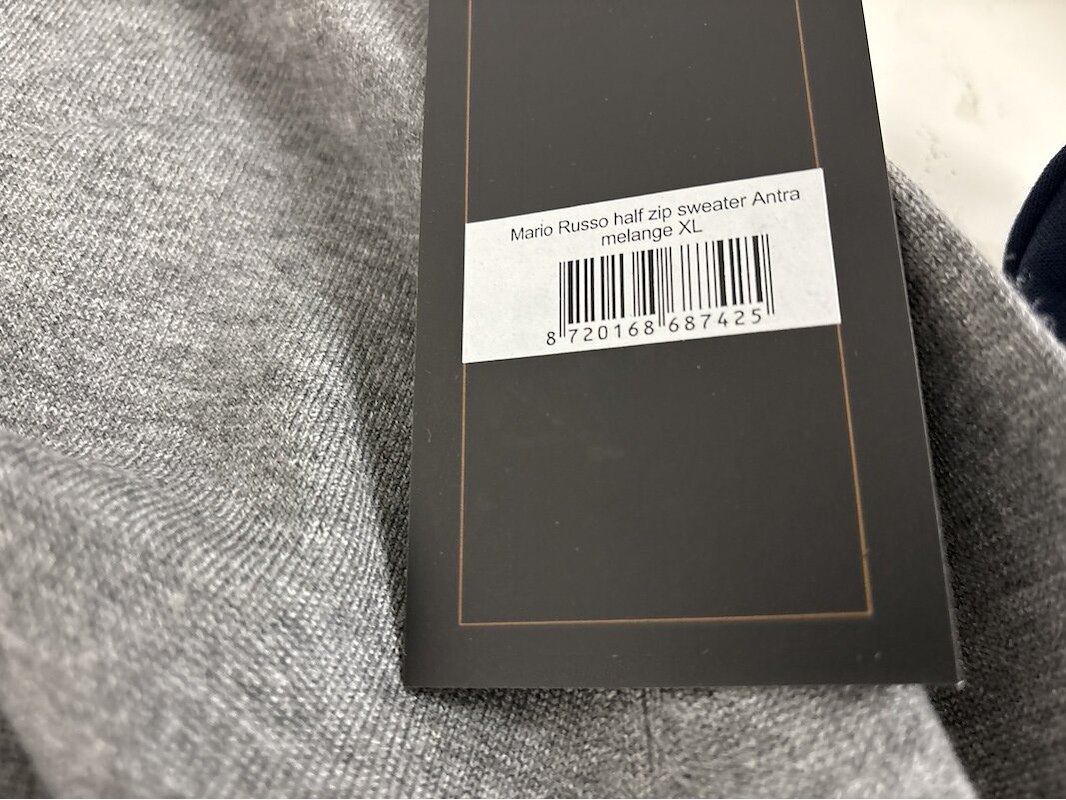 Mario Russo half zip sweater Antra
melange XL
8 720168 687425